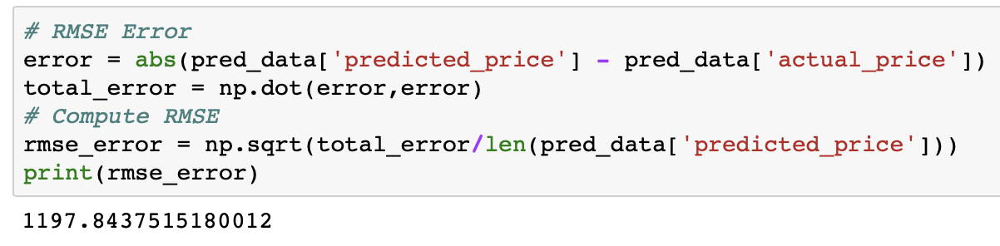 # RMSE Error
error = abs(pred_data['predicted_price'] - pred_data['actual_price'])
total_error = np.dot(error,error)
# Compute RMSE
rmse_error = np.sqrt(total_error/len(pred_data['predicted_price']))
print(rmse_error)
1197.8437515180012